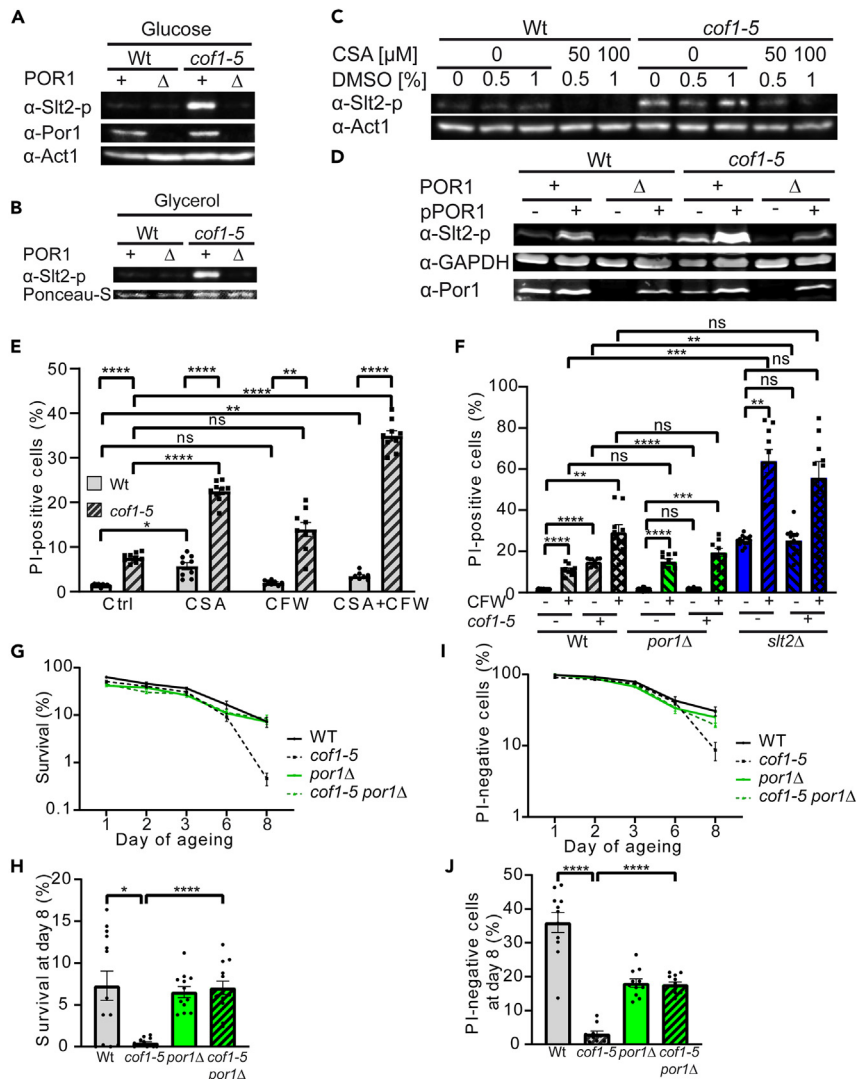 A
Glucose
Wt cof1-5
POR1 + Δ + Δ
α-Slt2-p
α-Por1
α-Act1
B
Glycerol
Wt cof1-5
POR1 + Δ + Δ
α-Slt2-p
Ponceau-S
C
Wt cof1-5
CSA [µM] 0 50 100 0 50 100
DMSO [%] 0 0.5 1 0.5 1 0 0.5 1 0.5 1
α-Slt2-p
α-Act1
D
Wt cof1-5
POR1 + Δ + Δ
pPOR1 - + - + - + - +
α-Slt2-p
α-GAPDH
α-Por1
E
PI-positive cells (%)
50
40
30
20
10
0
**** **** ** ****
****
**
ns
ns
****
*
Wt
cof1-5
Ctrl CSA CFW CSA+CFW
F
PI-positive cells (%)
100
80
60
40
20
0
ns
**
***
ns
ns
ns
****
**
ns
**
***
****
ns
****
****
CFW - + - + - + - + - + - +
cof1-5 - + - + - +
Wt por1Δ slt2Δ
G
Survival (%)
100
10
1
0.1
1 2 3 6 8
Day of ageing
WT
cof1-5
por1Δ
cof1-5 por1Δ
I
PI-negative cells (%)
100
10
1
1 2 3 6 8
Day of ageing
WT
cof1-5
por1Δ
cof1-5 por1Δ
H
Survival at day 8 (%)
20
15
10
5
0
* ****
Wt cof1-5 por1Δ cof1-5
por1Δ
J
PI-negative cells
at day 8 (%)
50
40
30
20
10
0
**** ****
Wt cof1-5 por1Δ cof1-5
por1Δ